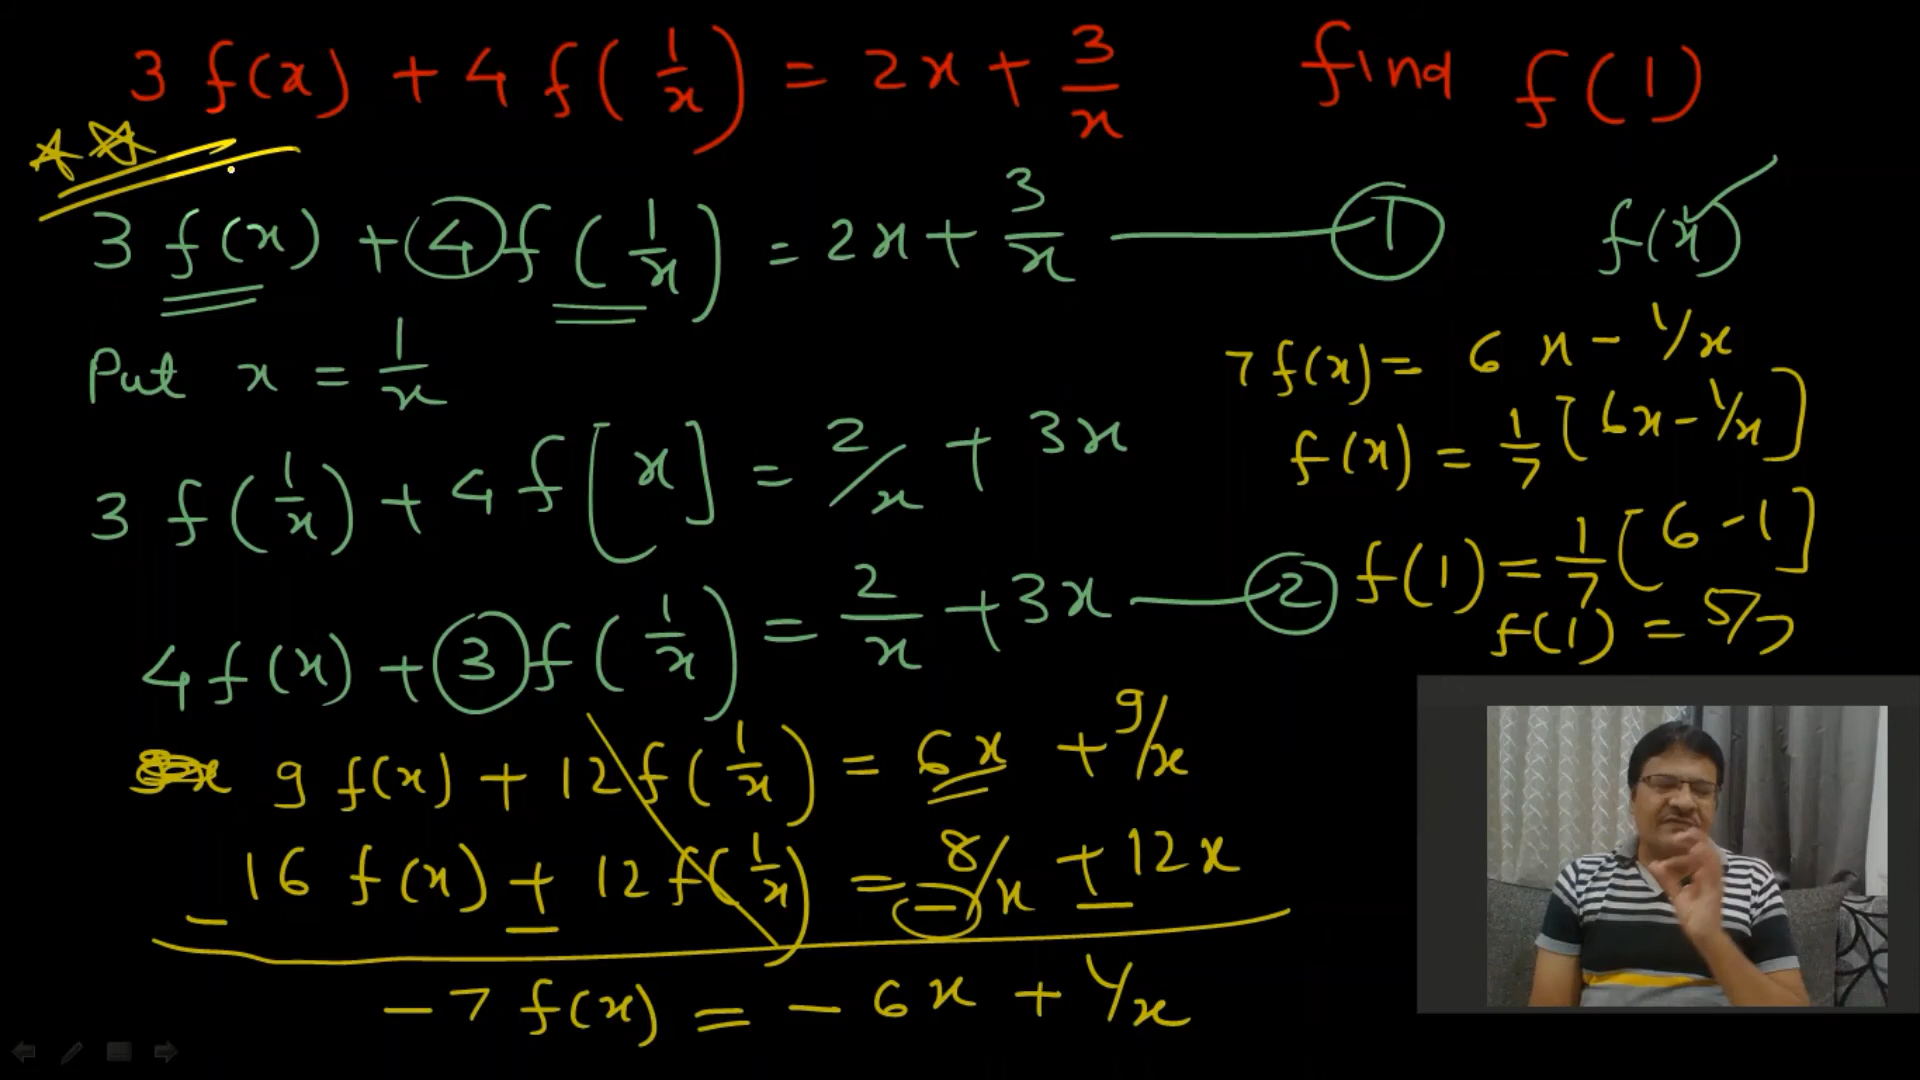 3 f(x) + 4 f(1/x) = 2x + 3/x find f(1)
3 f(x) + 4 f(1/x) = 2x + 3/x 1 f(x)
Put x = 1/x
3 f(1/x) + 4 f[x] = 2/x + 3x
4 f(x) + 3 f(1/x) = 2/x + 3x 2
9 f(x) + 12 f(1/x) = 6x + 9/x
16 f(x) + 12 f(1/x) = 8/x + 12x
- - - -
-7 f(x) = -6x + 1/x
7 f(x) = 6x - 1/x
f(x) = 1/7 [6x - 1/x]
f(1) = 1/7 [6 - 1]
f(1) = 5/7